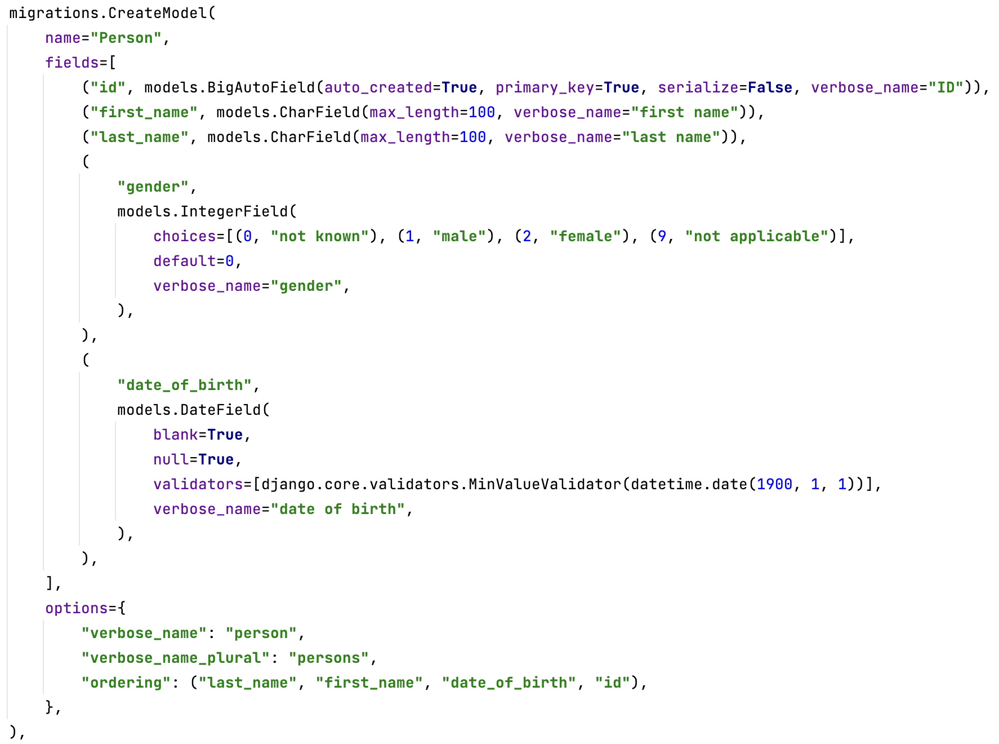 migrations.CreateModel(
    name="Person",
    fields=[
        ("id", models.BigAutoField(auto_created=True, primary_key=True, serialize=False, verbose_name="ID")),
        ("first_name", models.CharField(max_length=100, verbose_name="first name")),
        ("last_name", models.CharField(max_length=100, verbose_name="last name")),
        (
            "gender",
            models.IntegerField(
                choices=[(0, "not known"), (1, "male"), (2, "female"), (9, "not applicable")],
                default=0,
                verbose_name="gender",
            ),
        ),
        (
            "date_of_birth",
            models.DateField(
                blank=True,
                null=True,
                validators=[django.core.validators.MinValueValidator(datetime.date(1900, 1, 1))],
                verbose_name="date of birth",
            ),
        ),
    ],
    options={
        "verbose_name": "person",
        "verbose_name_plural": "persons",
        "ordering": ("last_name", "first_name", "date_of_birth", "id"),
    },
),